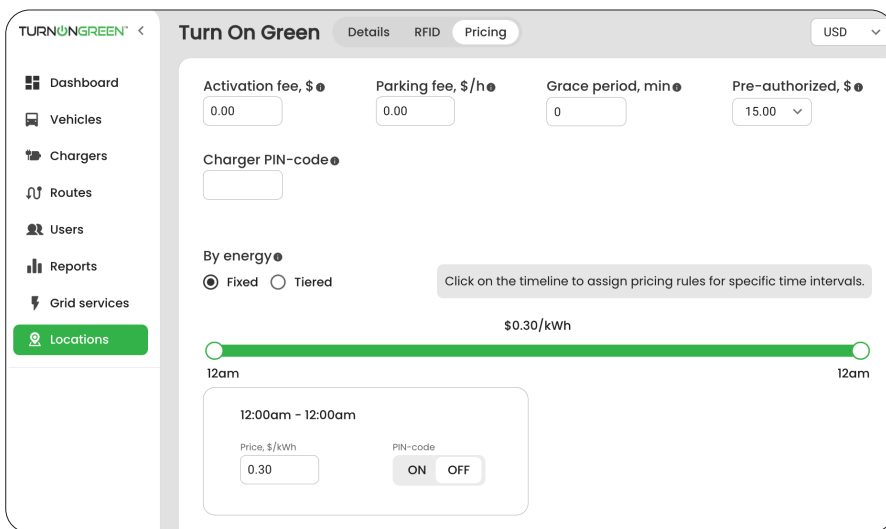 TURNONGREEN™ <
Turn On Green
Details RFID Pricing
USD
Dashboard
Vehicles
Chargers
Routes
Users
Reports
Grid services
Locations
Activation fee, $
Parking fee, $/h
Grace period, min
Pre-authorized, $
0.00
0.00
0
15.00
Charger PIN-code
By energy
Fixed Tiered
Click on the timeline to assign pricing rules for specific time intervals.
$0.30/kWh
12am
12am
12:00am - 12:00am
Price, $/kWh
PIN-code
0.30
ON OFF